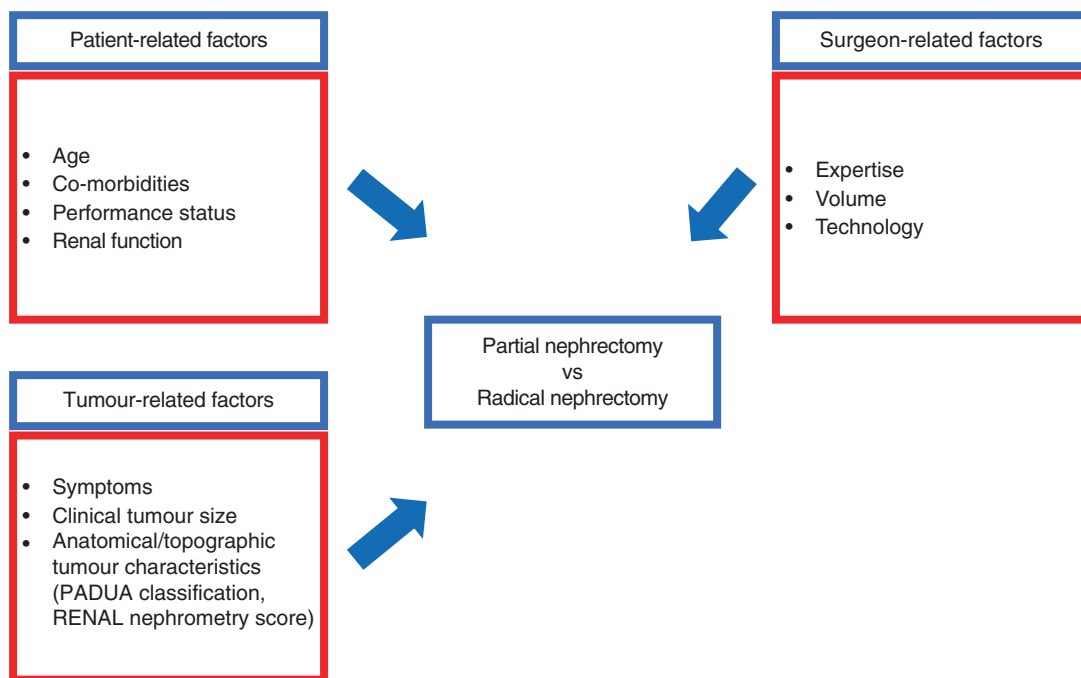 Patient-related factors
• Age
• Co-morbidities
• Performance status
• Renal function
Surgeon-related factors
• Expertise
• Volume
• Technology
Partial nephrectomy
vs
Radical nephrectomy
Tumour-related factors
• Symptoms
• Clinical tumour size
• Anatomical/topographic
tumour characteristics
(PADUA classification,
RENAL nephrometry score)